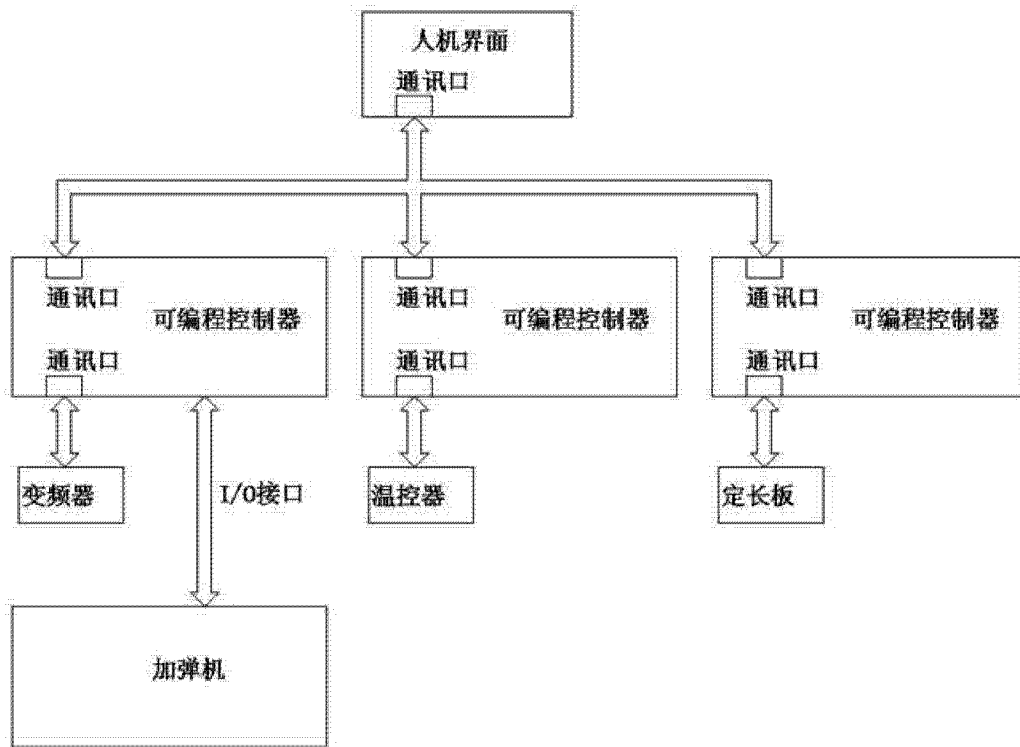 人机界面
通讯口
通讯口
可编程控制器
通讯口
通讯口
可编程控制器
通讯口
通讯口
可编程控制器
通讯口
变频器
I/O接口
温控器
定长板
加弹机